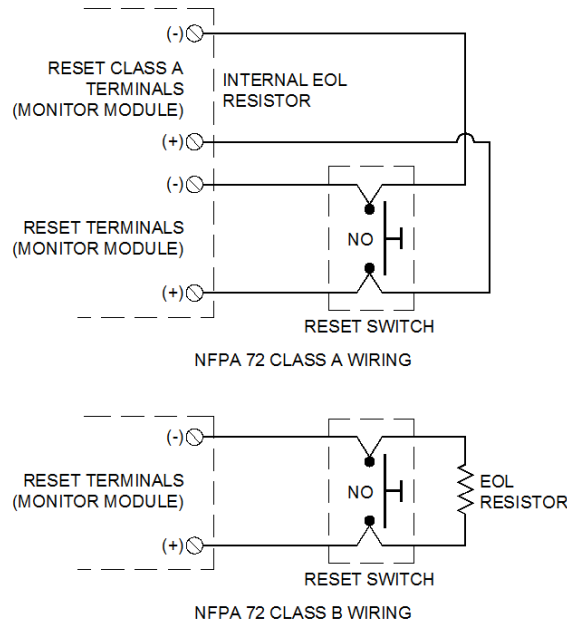 (-)
RESET CLASS A
TERMINALS
(MONITOR MODULE)
INTERNAL EOL
RESISTOR
(+)
(-)
RESET TERMINALS
(MONITOR MODULE)
NO
(+)
RESET SWITCH
NFPA 72 CLASS A WIRING
(-)
RESET TERMINALS
(MONITOR MODULE)
NO
EOL
RESISTOR
(+)
RESET SWITCH
NFPA 72 CLASS B WIRING